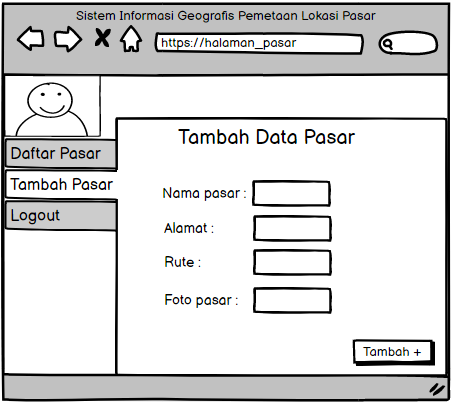 Sistem Informasi Geografis Pemetaan Lokasi Pasar
https://halaman_pasar
Tambah Data Pasar
Daftar Pasar
Tambah Pasar
Logout
Nama pasar :
Alamat :
Rute :
Foto pasar :
Tambah +